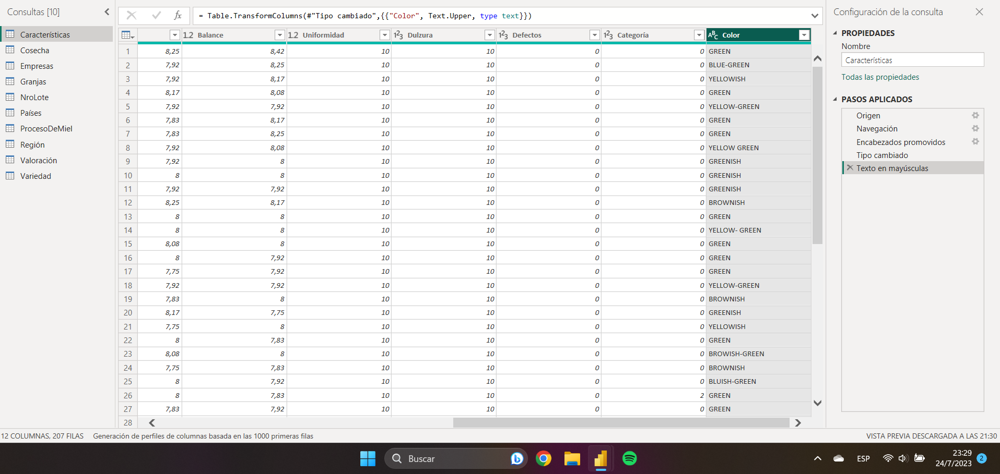 Consultas [10]
Características
Cosecha
Empresas
Granjas
NroLote
Países
ProcesoDeMiel
Región
Valoración
Variedad
fx
= Table.TransformColumns(#"Tipo cambiado",{{"Color", Text.Upper, type text}})
1.2 Balance 1.2 Uniformidad 123 Dulzura 123 Defectos 123 Categoría ABC Color
1 8,25 8,42 10 10 0 0 GREEN
2 7,92 8,25 10 10 0 0 BLUE-GREEN
3 7,92 8,17 10 10 0 0 YELLOWISH
4 8,17 8,08 10 10 0 0 GREEN
5 7,92 7,92 10 10 0 0 YELLOW-GREEN
6 7,83 8,17 10 10 0 0 GREEN
7 7,83 8,25 10 10 0 0 GREEN
8 7,92 8,08 10 10 0 0 YELLOW GREEN
9 7,92 8 10 10 0 0 GREENISH
10 8 8 10 10 0 0 GREENISH
11 7,92 7,92 10 10 0 0 GREENISH
12 8,25 8,17 10 10 0 0 BROWNISH
13 8 8 10 10 0 0 GREEN
14 8 8 10 10 0 0 YELLOW- GREEN
15 8,08 8 10 10 0 0 GREEN
16 8 7,92 10 10 0 0 GREEN
17 7,75 7,92 10 10 0 0 GREEN
18 7,92 7,92 10 10 0 0 YELLOW-GREEN
19 7,83 8 10 10 0 0 BROWNISH
20 8,17 7,75 10 10 0 0 GREENISH
21 7,75 8 10 10 0 0 YELLOWISH
22 8 7,83 10 10 0 0 GREEN
23 8,08 8 10 10 0 0 BROWISH-GREEN
24 7,75 7,83 10 10 0 0 BROWNISH
25 8 7,92 10 10 0 0 BLUISH-GREEN
26 8 7,83 10 10 0 2 GREEN
27 7,83 7,92 10 10 0 0 GREEN
28
Configuración de la consulta
PROPIEDADES
Nombre
Características
Todas las propiedades
PASOS APLICADOS
Origen
Navegación
Encabezados promovidos
Tipo cambiado
Texto en mayúsculas
12 COLUMNAS, 207 FILAS Generación de perfiles de columnas basada en las 1000 primeras filas
VISTA PREVIA DESCARGADA A LAS 21:30
Buscar
ESP
23:29
24/7/2023
2